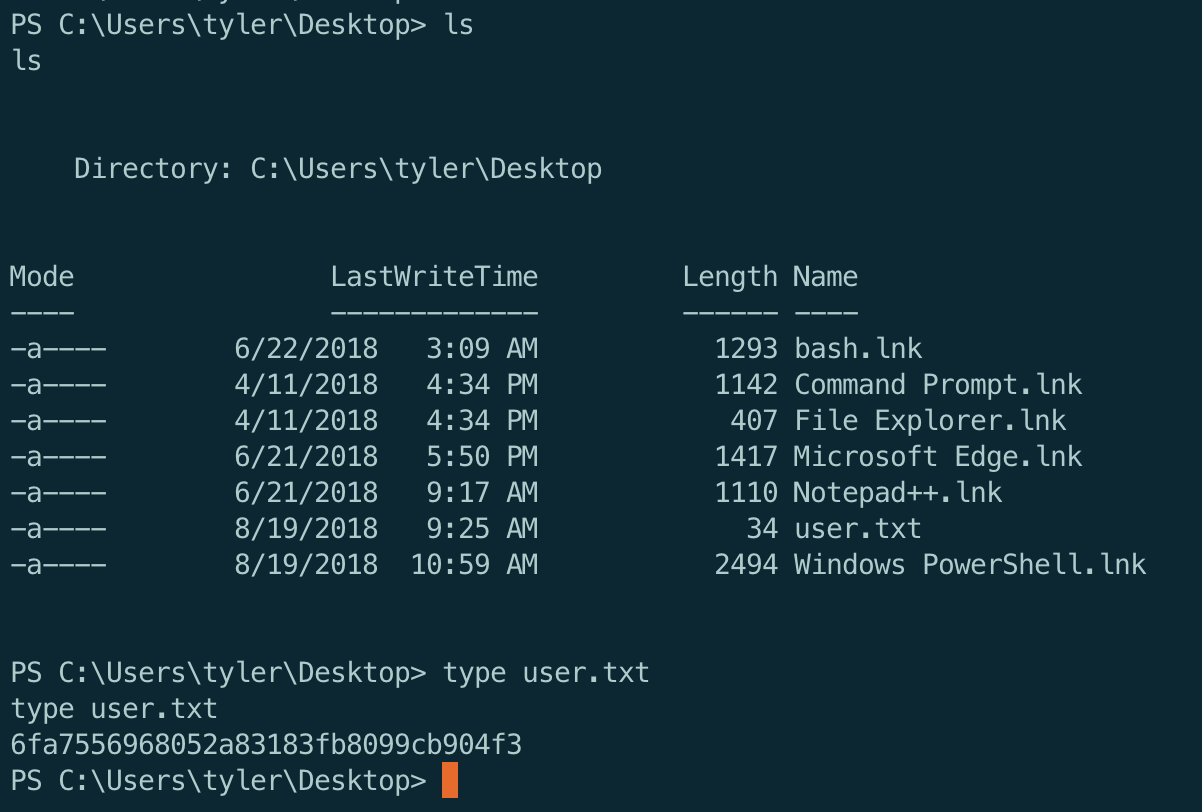 PS C:\Users\tyler\Desktop> ls
ls
Directory: C:\Users\tyler\Desktop
Mode LastWriteTime Length Name
---- ------------- ------ ----
-a---- 6/22/2018 3:09 AM 1293 bash.lnk
-a---- 4/11/2018 4:34 PM 1142 Command Prompt.lnk
-a---- 4/11/2018 4:34 PM 407 File Explorer.lnk
-a---- 6/21/2018 5:50 PM 1417 Microsoft Edge.lnk
-a---- 6/21/2018 9:17 AM 1110 Notepad++.lnk
-a---- 8/19/2018 9:25 AM 34 user.txt
-a---- 8/19/2018 10:59 AM 2494 Windows PowerShell.lnk
PS C:\Users\tyler\Desktop> type user.txt
type user.txt
6fa7556968052a83183fb8099cb904f3
PS C:\Users\tyler\Desktop>